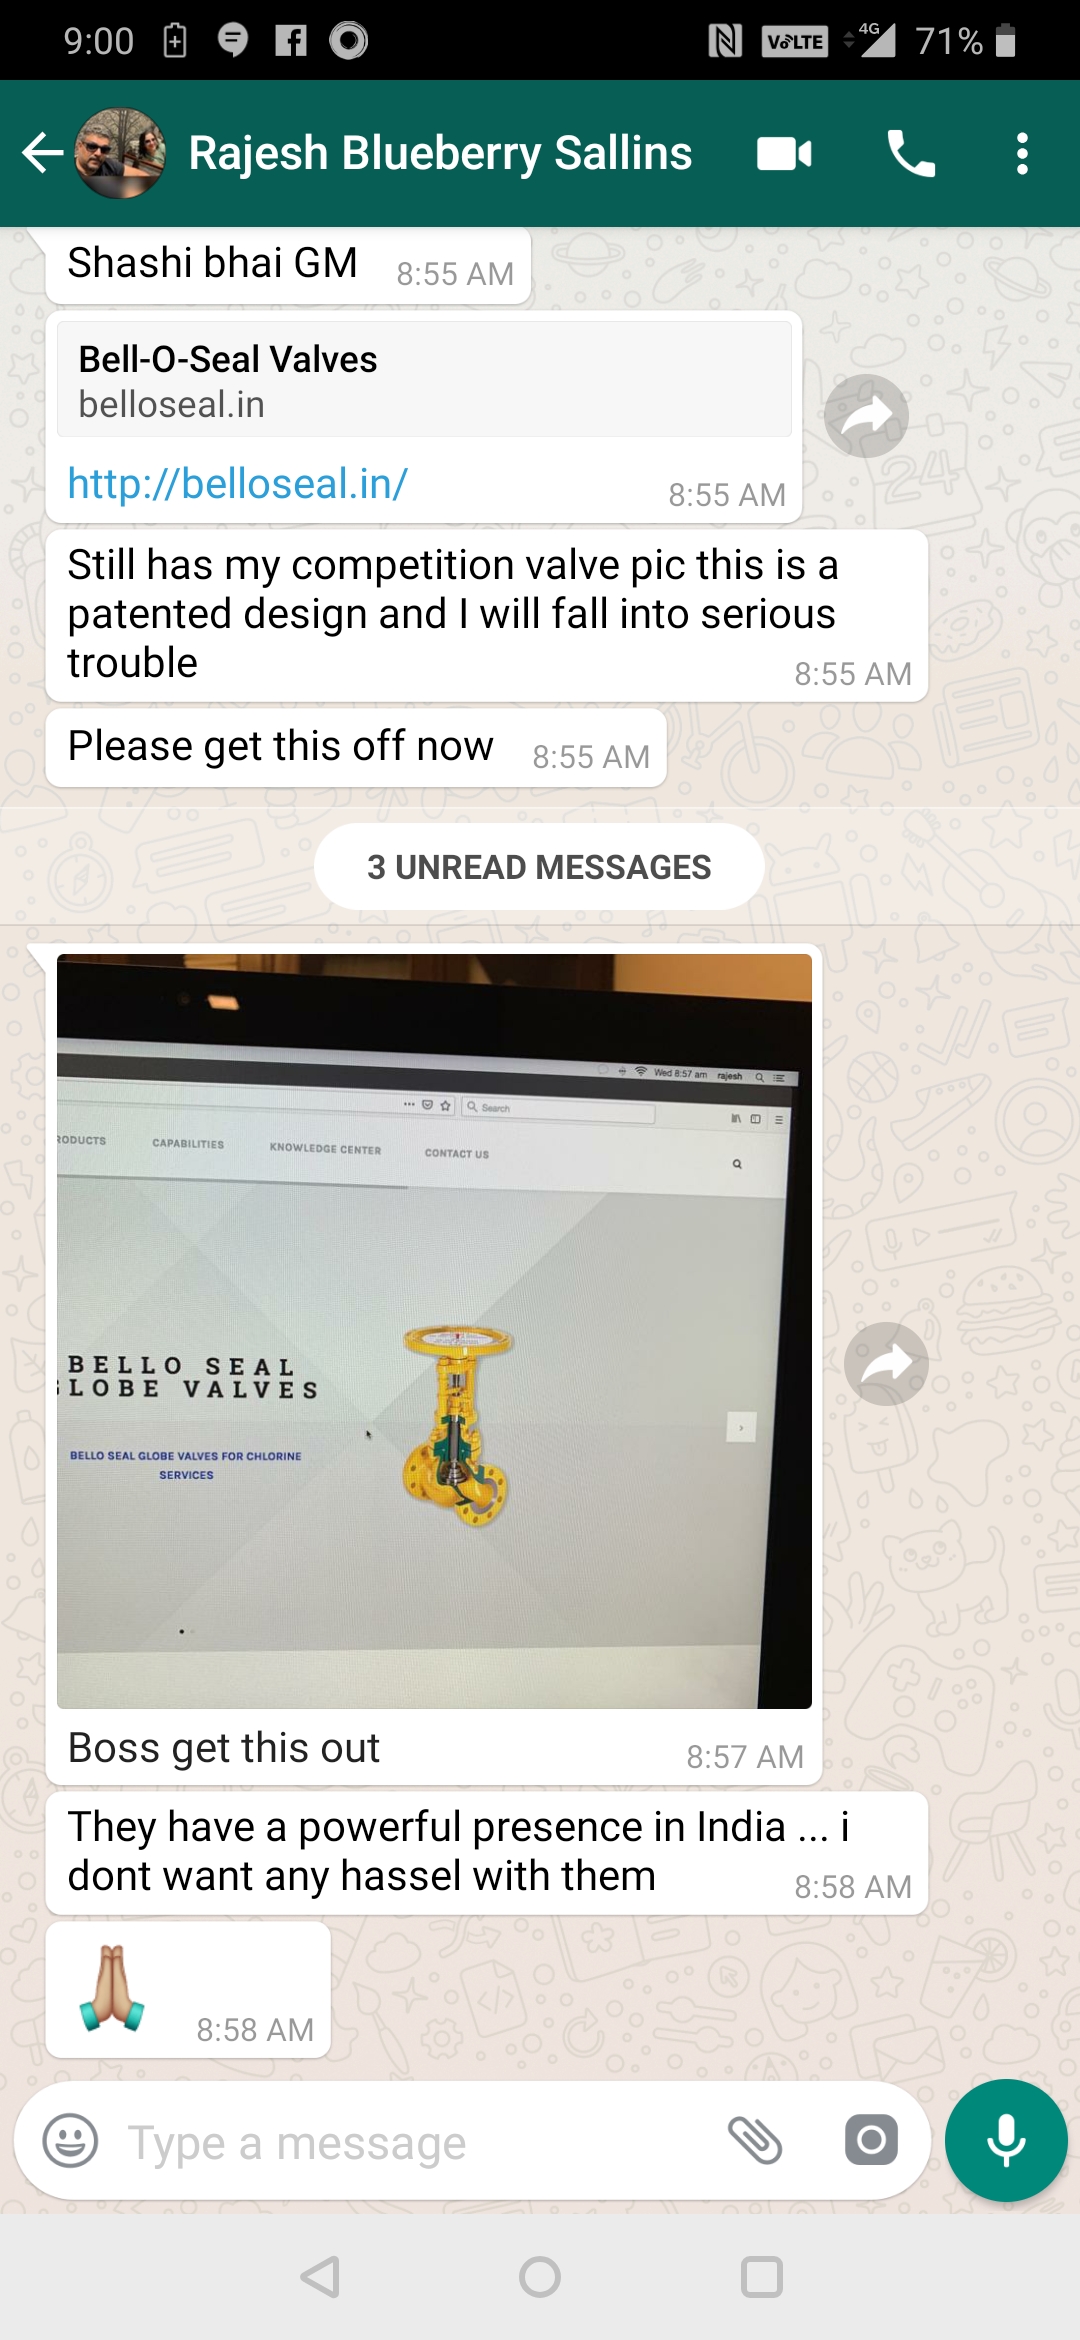 9:00
VoLTE 4G 71%
Rajesh Blueberry Sallins
Shashi bhai GM 8:55 AM
Bell-O-Seal Valves
belloseal.in
http://belloseal.in/ 8:55 AM
Still has my competition valve pic this is a
patented design and I will fall into serious
trouble 8:55 AM
Please get this off now 8:55 AM
3 UNREAD MESSAGES
Wed 8:57 am rajesh
Search
RODUCTS CAPABILITIES KNOWLEDGE CENTER CONTACT US
BELLO SEAL
LOBE VALVES
BELLO SEAL GLOBE VALVES FOR CHLORINE
SERVICES
Boss get this out 8:57 AM
They have a powerful presence in India ... i
dont want any hassel with them 8:58 AM
8:58 AM
Type a message